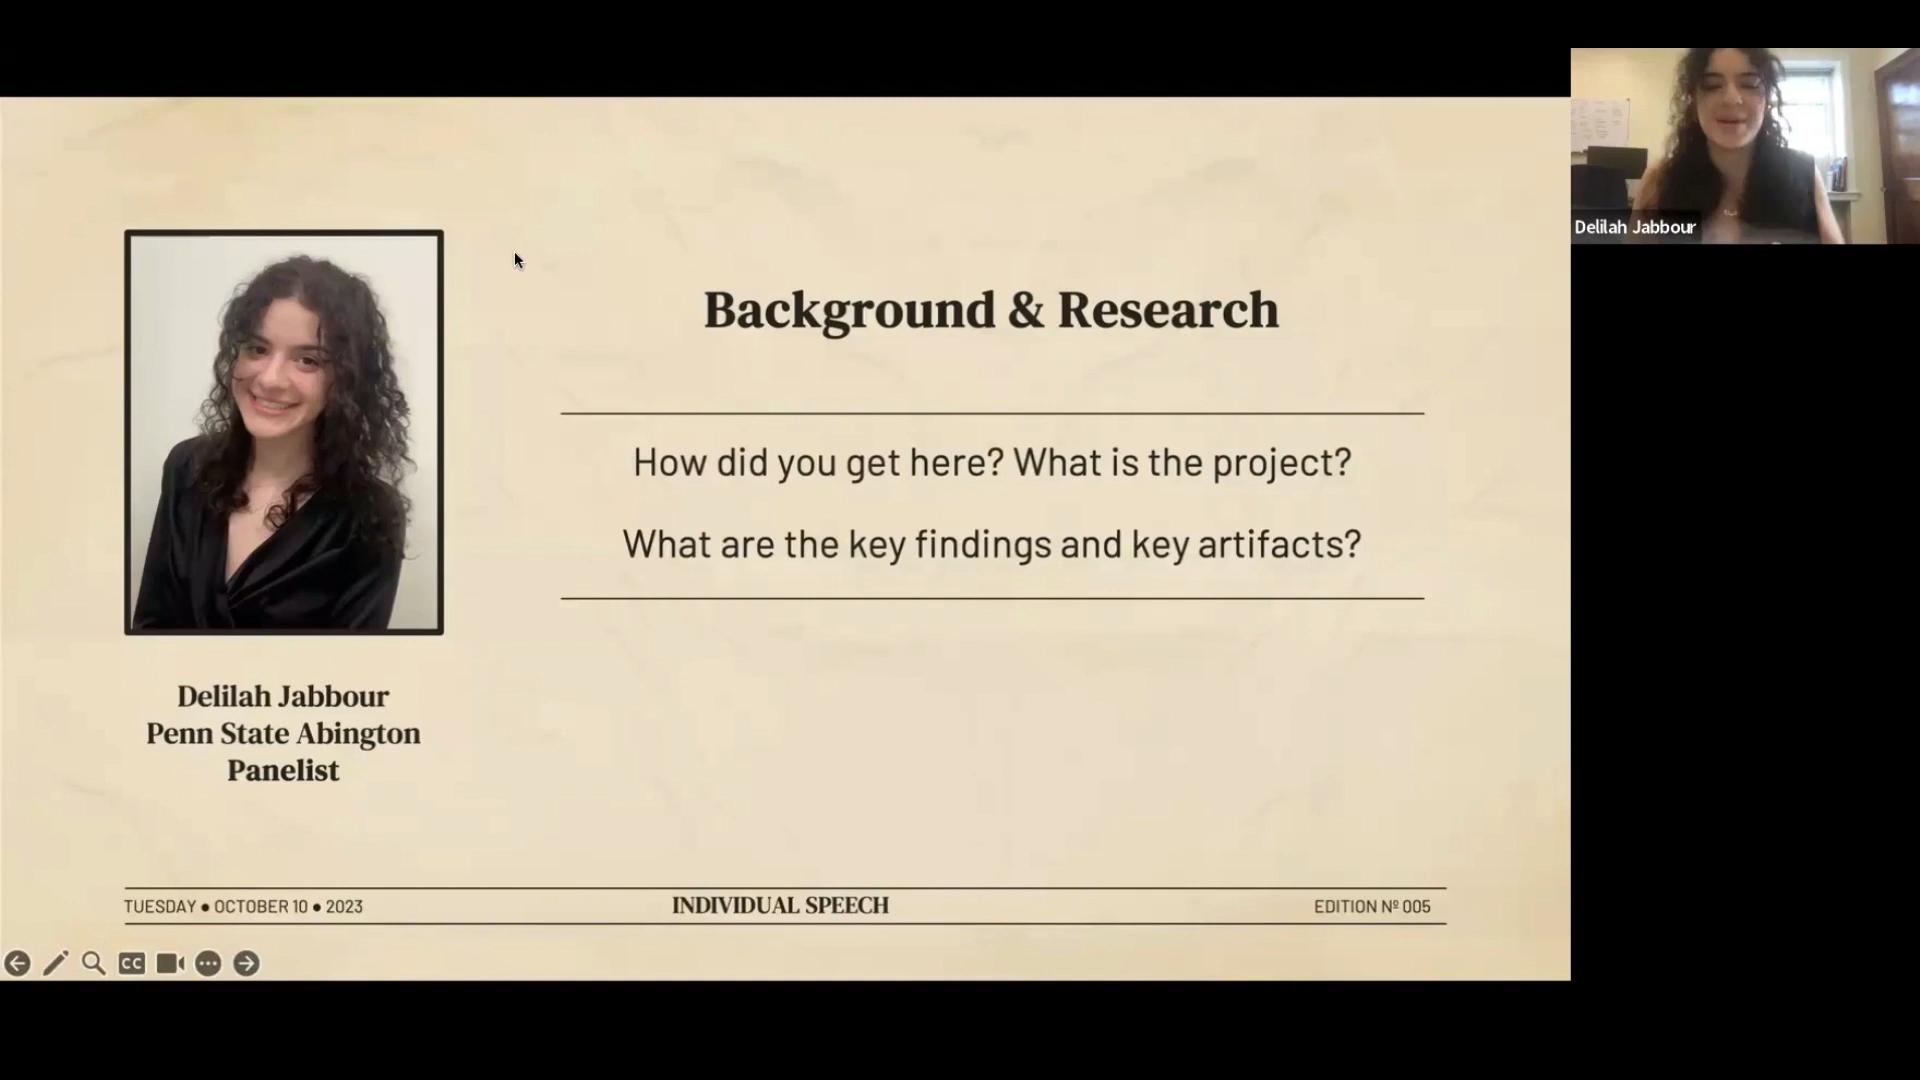 Delilah Jabbour
Background & Research
How did you get here? What is the project?
What are the key findings and key artifacts?
Delilah Jabbour
Penn State Abington
Panelist
TUESDAY • OCTOBER 10 • 2023
INDIVIDUAL SPEECH
EDITION Nº 005
CC